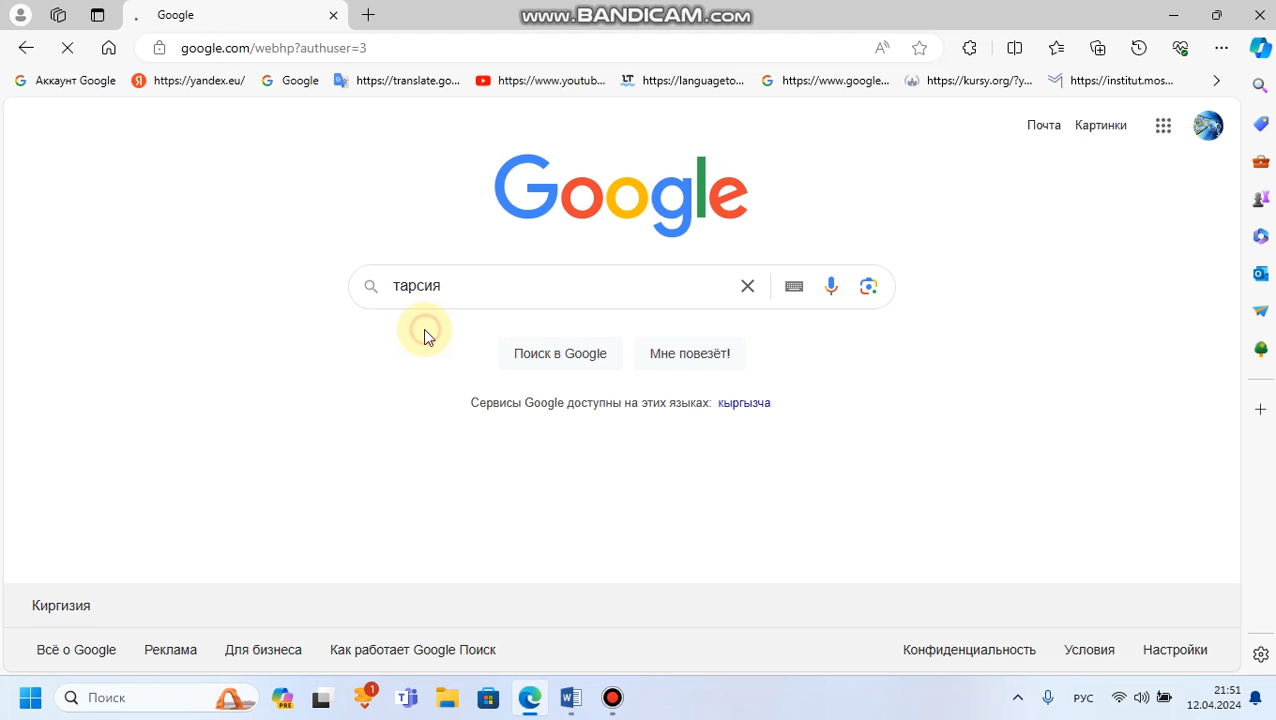 Google
www.BANDICAM.com
google.com/webhp?authuser=3
Аккаунт Google
https://yandex.eu/
Google
https://translate.go...
https://www.youtub...
https://languageto...
https://www.google...
https://kursy.org/?y...
https://institut.mos...
Почта
Картинки
Google
тарсия
Поиск в Google
Мне повезёт!
Сервисы Google доступны на этих языках: кыргызча
Киргизия
Всё о Google
Реклама
Для бизнеса
Как работает Google Поиск
Конфиденциальность
Условия
Настройки
Поиск
PRE
1
РУС
21:51
12.04.2024